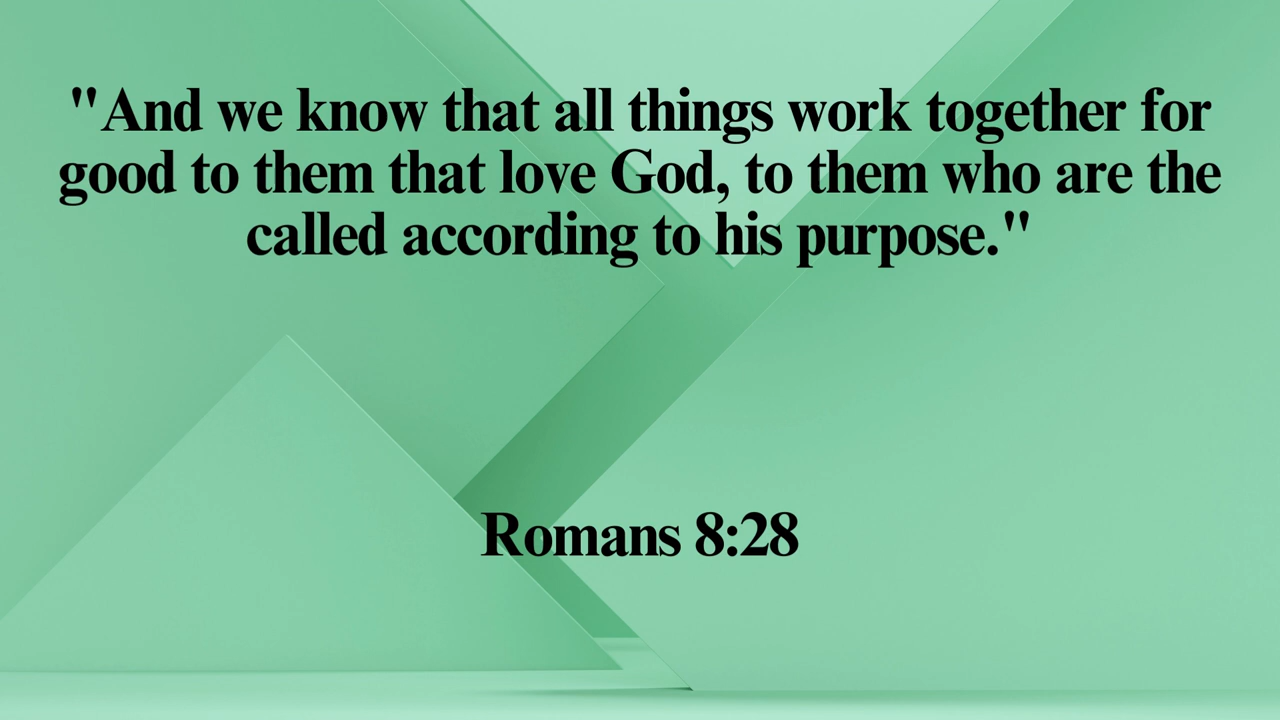 "And we know that all things work together for
good to them that love God, to them who are the
called according to his purpose."
Romans 8:28